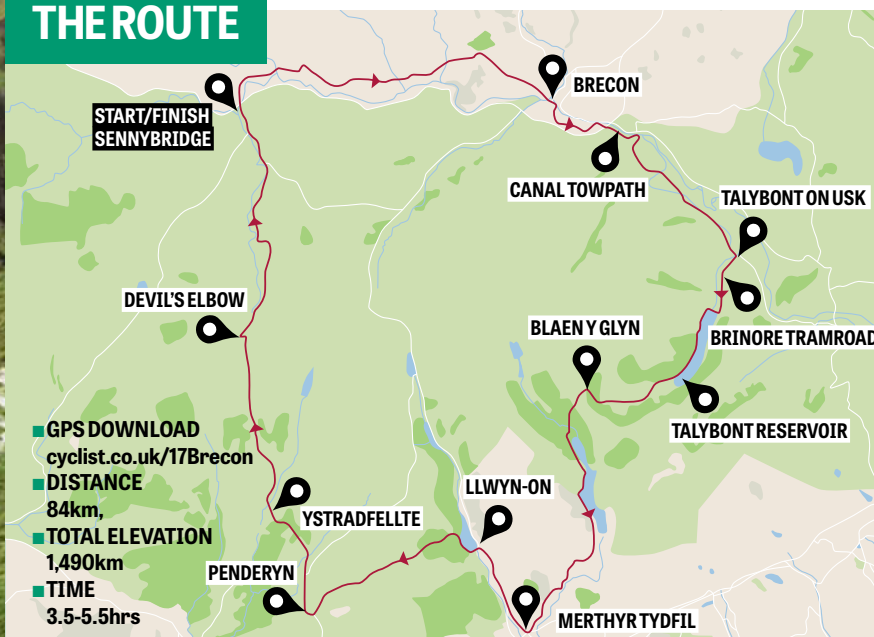 THE ROUTE
START/FINISH
SENNYBRIDGE
BRECON
CANAL TOWPATH
TALYBONT ON USK
BRINORE TRAMROAD
TALYBONT RESERVOIR
BLAEN Y GLYN
MERTHYR TYDFIL
LLWYN-ON
PENDERYN
YSTRADFELLTE
DEVIL'S ELBOW
GPS DOWNLOAD
cyclist.co.uk/17Brecon
DISTANCE
84km,
TOTAL ELEVATION
1,490km
TIME
3.5-5.5hrs